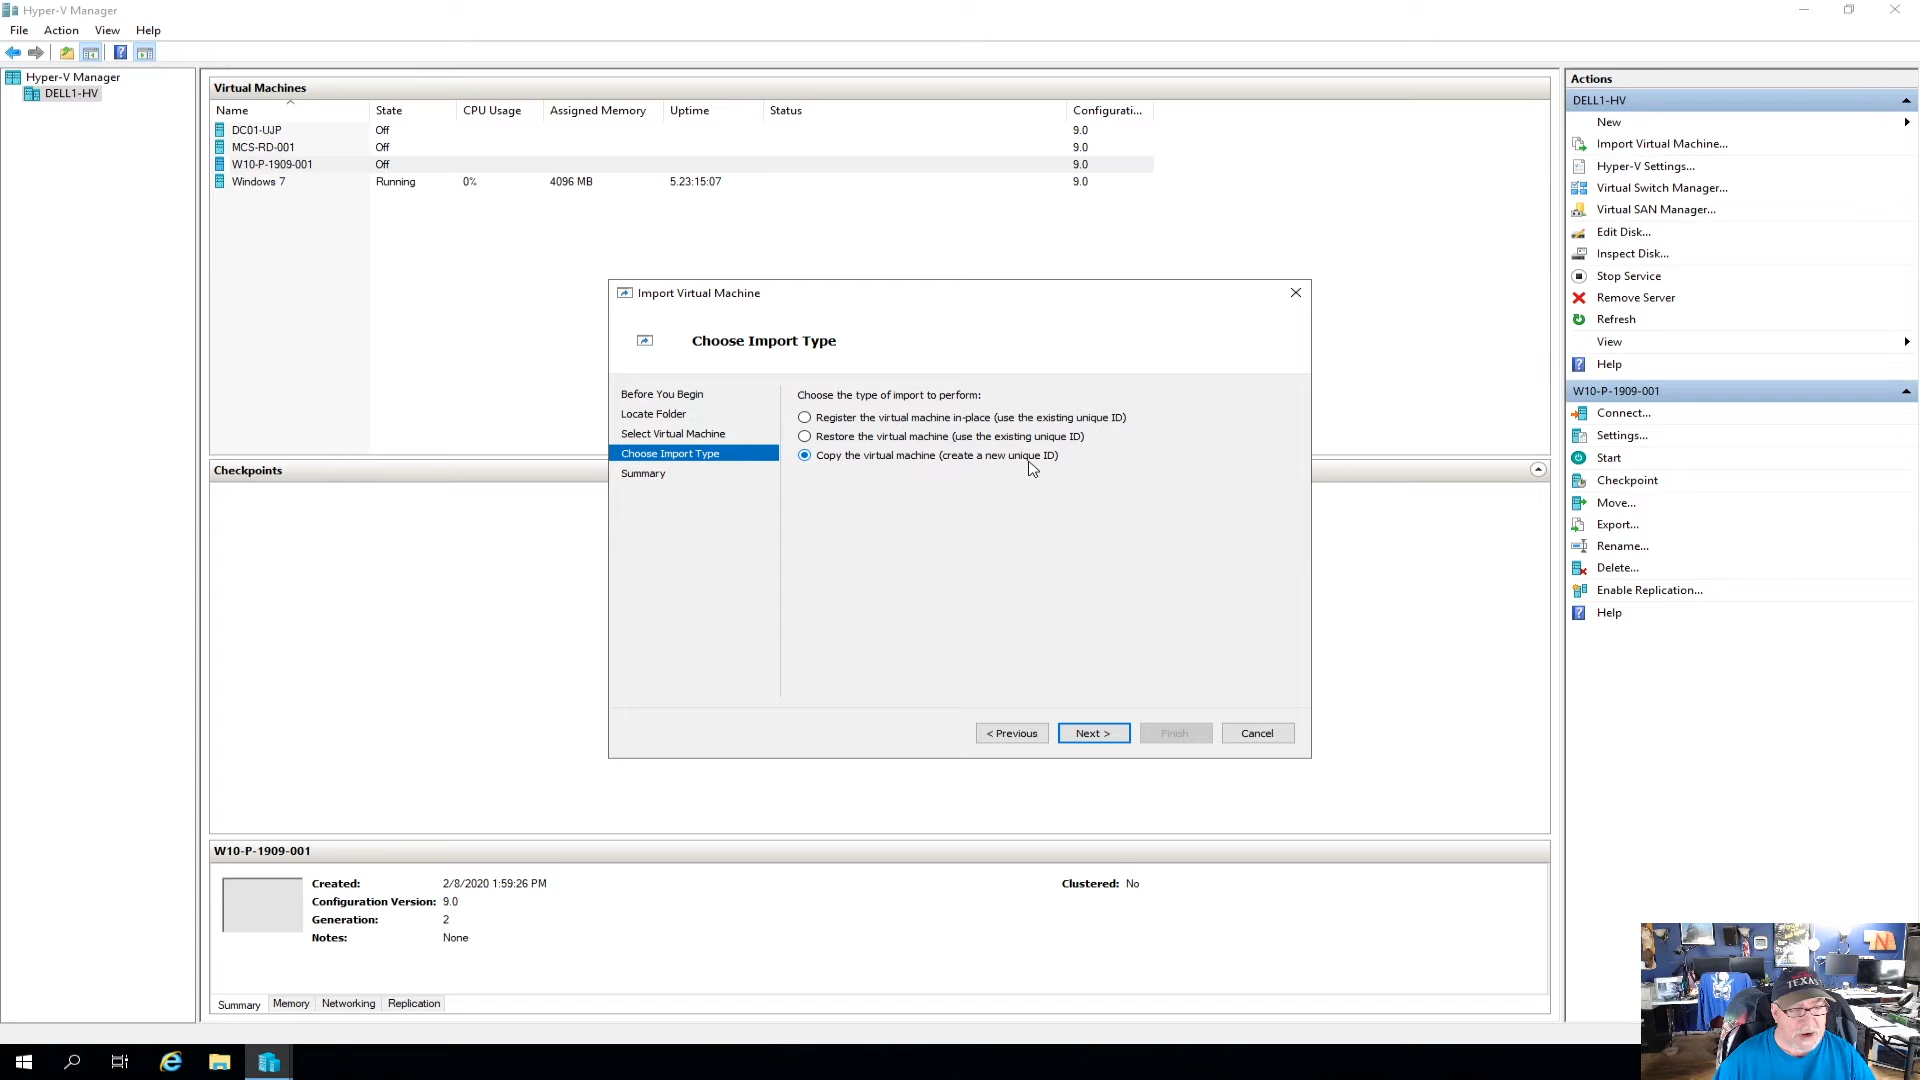 Hyper-V Manager
File Action View Help
Hyper-V Manager
DELL1-HV
Virtual Machines
Name State CPU Usage Assigned Memory Uptime Status Configurati...
DC01-UJP Off 9.0
MCS-RD-001 Off 9.0
W10-P-1909-001 Off 9.0
Windows 7 Running 0% 4096 MB 5.23:15:07 9.0
Import Virtual Machine
Choose Import Type
Before You Begin
Locate Folder
Select Virtual Machine
Choose Import Type
Summary
Choose the type of import to perform:
Register the virtual machine in-place (use the existing unique ID)
Restore the virtual machine (use the existing unique ID)
Copy the virtual machine (create a new unique ID)
< Previous Next > Finish Cancel
Checkpoints
W10-P-1909-001
Created: 2/8/2020 1:59:26 PM Clustered: No
Configuration Version: 9.0
Generation: 2
Notes: None
Summary Memory Networking Replication
Actions
DELL1-HV
New
Import Virtual Machine...
Hyper-V Settings...
Virtual Switch Manager...
Virtual SAN Manager...
Edit Disk...
Inspect Disk...
Stop Service
Remove Server
Refresh
View
Help
W10-P-1909-001
Connect...
Settings...
Start
Checkpoint
Move...
Export...
Rename...
Delete...
Enable Replication...
Help
N
TEXAS